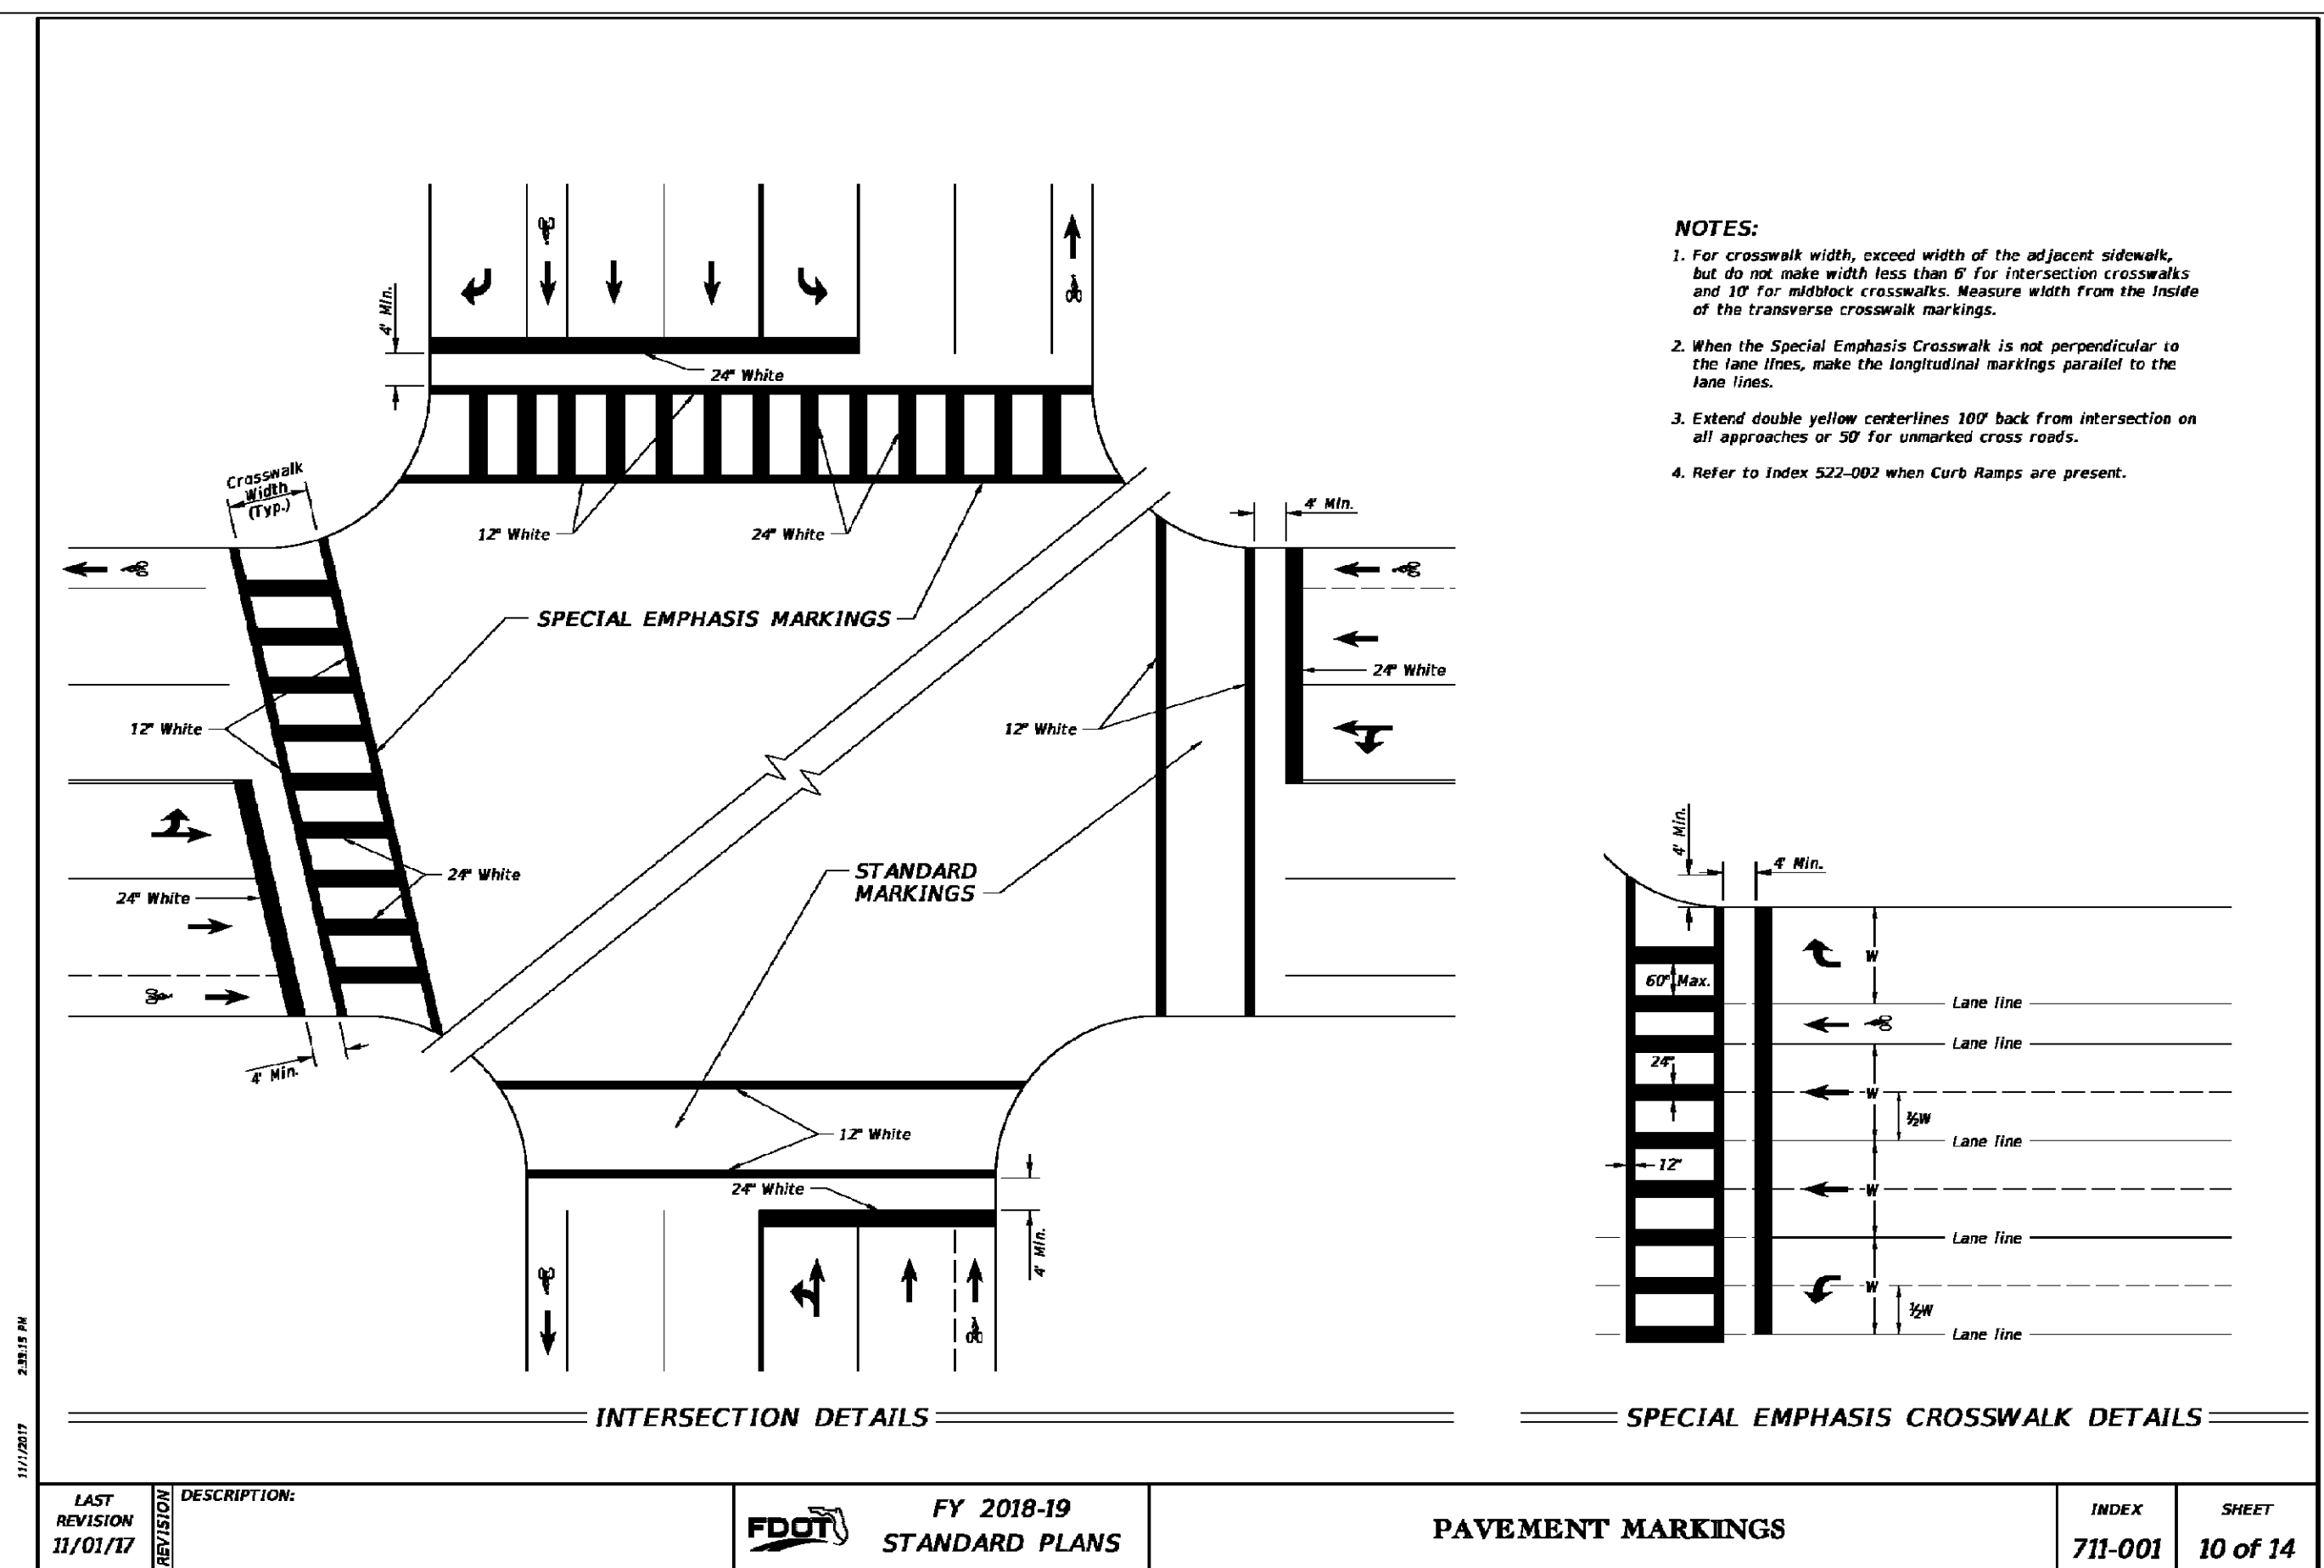 NOTES:
1. For crosswalk width, exceed width of the adjacent sidewalk,
but do not make width less than 6' for intersection crosswalks
and 10' for midblock crosswalks. Measure width from the inside
of the transverse crosswalk markings.
2. When the Special Emphasis Crosswalk is not perpendicular to
the lane lines, make the longitudinal markings parallel to the
lane lines.
3. Extend double yellow centerlines 100' back from intersection on
all approaches or 50' for unmarked cross roads.
4. Refer to Index 522-002 when Curb Ramps are present.
4' Min.
24" White
Crosswalk
Width
(Typ.)
12" White
24" White
4' Min.
SPECIAL EMPHASIS MARKINGS
24" White
12" White
12" White
24" White
24" White
STANDARD
MARKINGS
4' Min.
12" White
24" White
4' Min.
4' Min.
4' Min.
60" Max.
W
Lane line
Lane line
24"
W
½W
Lane line
12"
W
Lane line
W
½W
Lane line
INTERSECTION DETAILS
SPECIAL EMPHASIS CROSSWALK DETAILS
11/1/2017
2:33:15 PM
LAST
REVISION
11/01/17
REVISION
DESCRIPTION:
FDOT
FY 2018-19
STANDARD PLANS
PAVEMENT MARKINGS
INDEX
711-001
SHEET
10 of 14